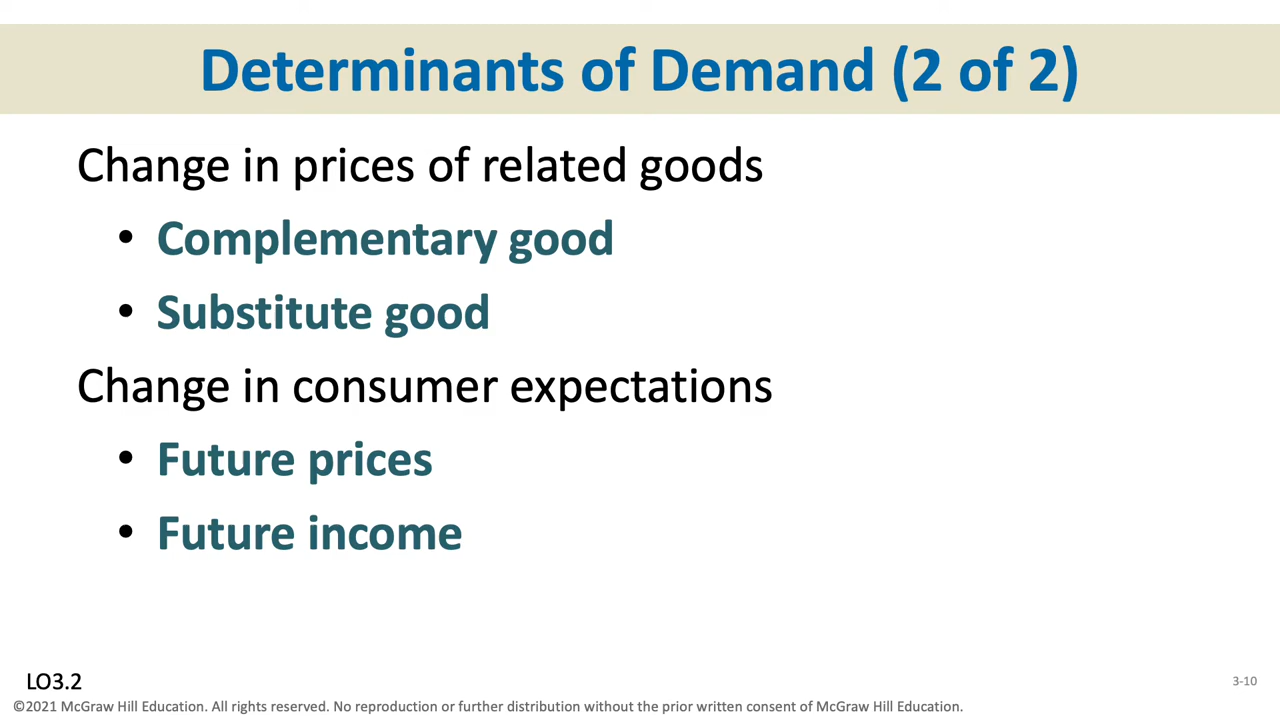 Determinants of Demand (2 of 2)
Change in prices of related goods
• Complementary good
• Substitute good
Change in consumer expectations
• Future prices
• Future income
LO3.2
3-10
©2021 McGraw Hill Education. All rights reserved. No reproduction or further distribution without the prior written consent of McGraw Hill Education.